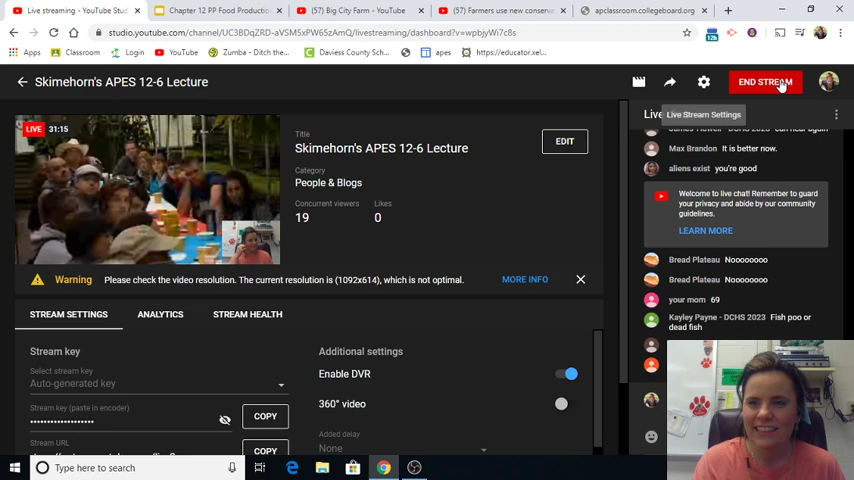 Live streaming - YouTube Stud
Chapter 12 PP Food Production
(57) Big City Farm - YouTube
(57) Farmers use new conserve
apclassroom.collegeboard.org
studio.youtube.com/channel/UC3BDqZRD-aVSM5xPW65zAmQ/livestreaming/dashboard?v=wpbjyWi7c8s
Apps
Classroom
Login
YouTube
Zumba - Ditch the...
Daviess County Sch...
apes
https://educator.xel...
Skimehorn's APES 12-6 Lecture
END STREAM
LIVE 31:15
Title
Skimehorn's APES 12-6 Lecture
EDIT
Category
People & Blogs
Concurrent viewers
Likes
19
0
Warning Please check the video resolution. The current resolution is (1092x614), which is not optimal.
MORE INFO
STREAM SETTINGS
ANALYTICS
STREAM HEALTH
Stream key
Select stream key
Auto-generated key
Stream key (paste in encoder)
••••••••••••••••••••
COPY
Stream URL
COPY
Additional settings
Enable DVR
360° video
Added delay
None
Live
Live Stream Settings
Max Brandon It is better now.
aliens exist you're good
Welcome to live chat! Remember to guard
your privacy and abide by our community
guidelines.
LEARN MORE
Bread Plateau Nooooooo
Bread Plateau Nooooooo
your mom 69
Kayley Payne - DCHS 2023 Fish poo or
dead fish
Type here to search